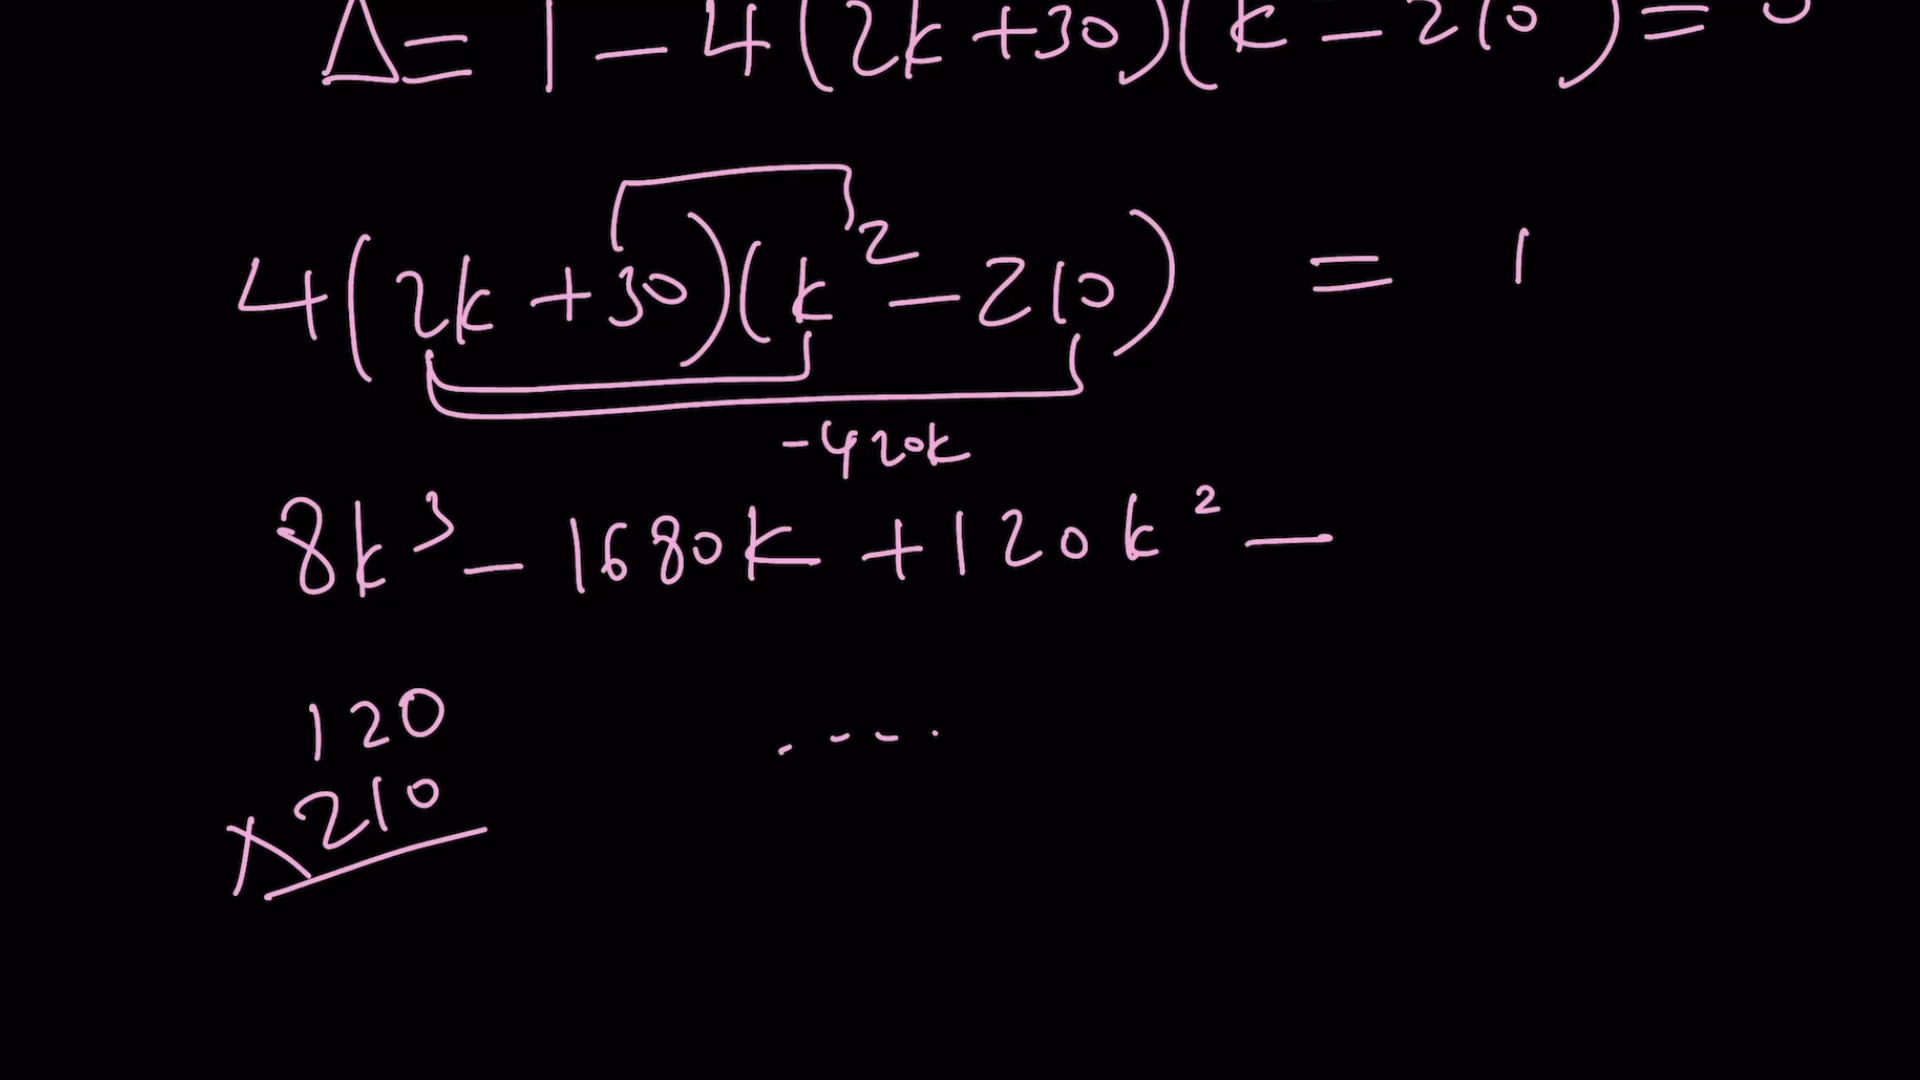 Δ = 1 - 4(2k + 30)(k - 210) = 0
4(2k + 30)(k² - 210) = 1
-420k
8k³ - 1680k + 120k² -
120
....
x 210